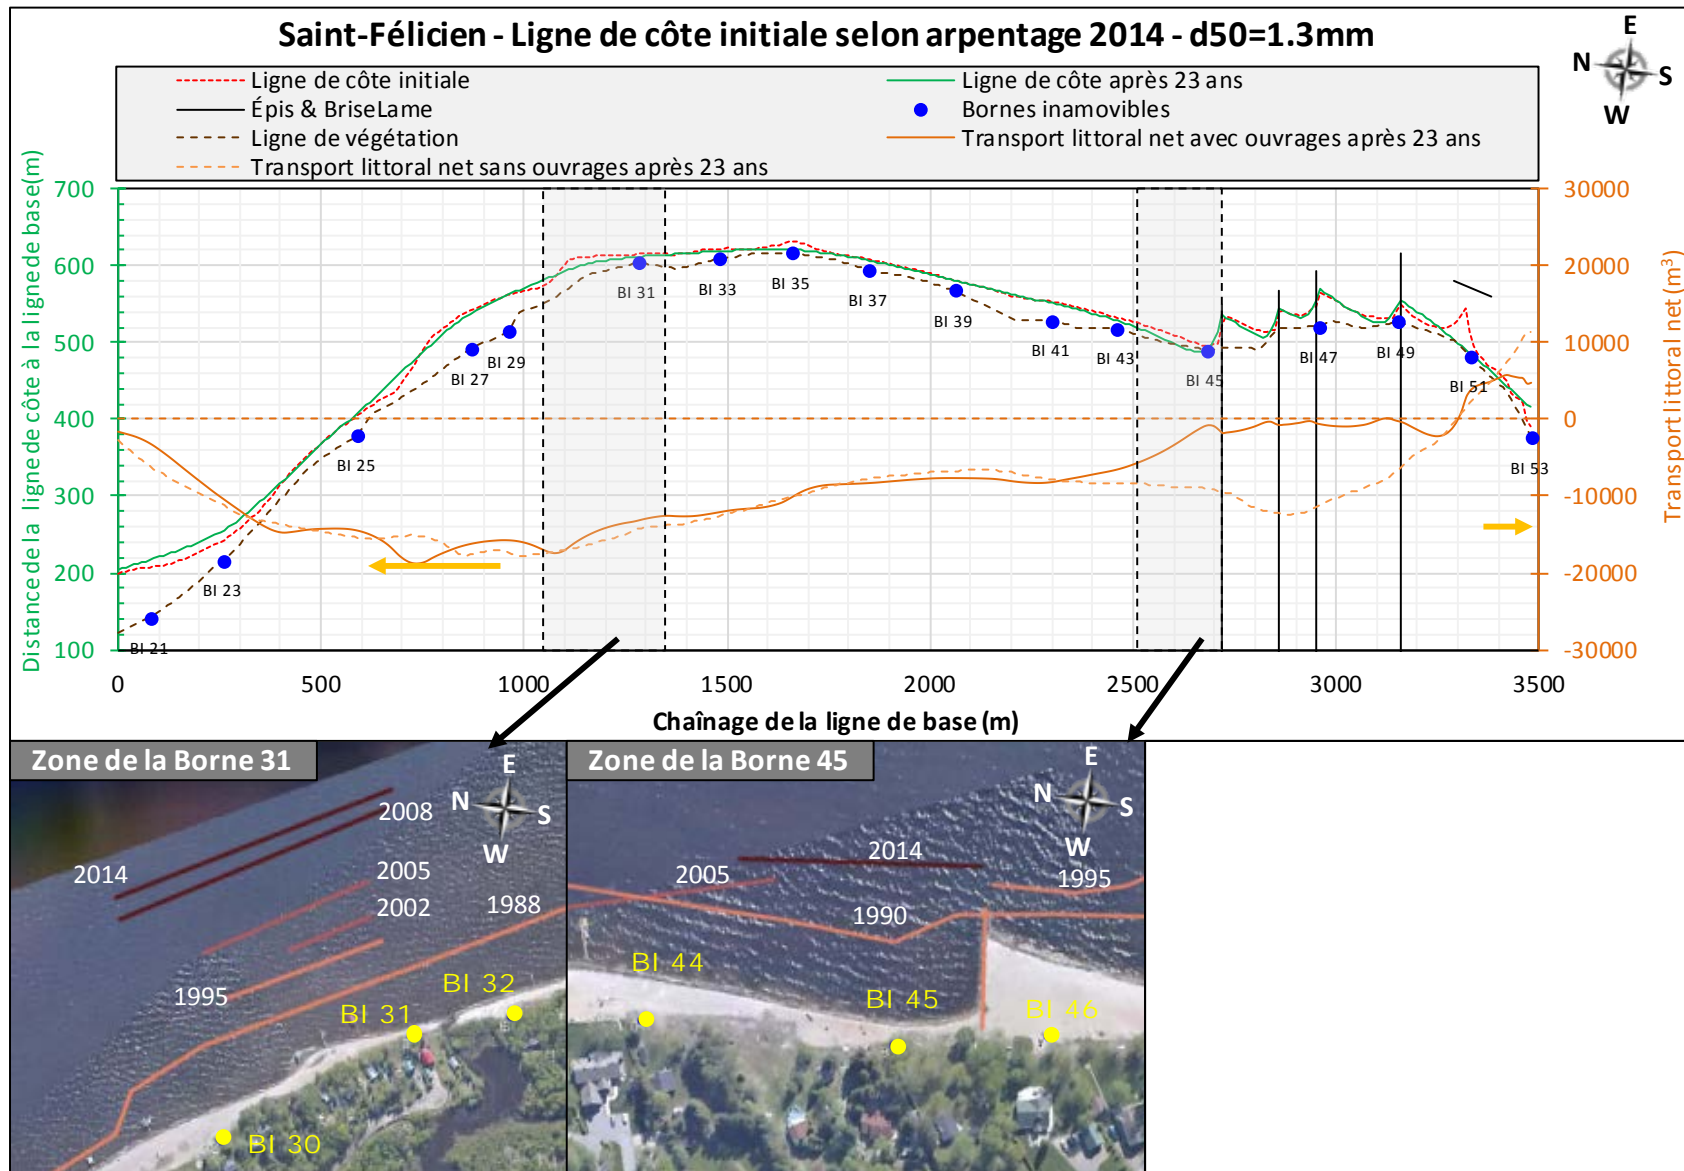 Saint-Félicien - Ligne de côte initiale selon arpentage 2014 - d50=1.3mm
E
N
S
W
Ligne de côte initiale
Ligne de côte après 23 ans
Épis & BriseLame
Bornes inamovibles
Ligne de végétation
Transport littoral net avec ouvrages après 23 ans
Transport littoral net sans ouvrages après 23 ans
Distance de la ligne de côte à la ligne de base(m)
700
600
500
400
300
200
100
30000
20000
10000
0
-10000
-20000
-30000
Transport littoral net (m³)
BI 21
BI 23
BI 25
BI 27
BI 29
BI 31
BI 33
BI 35
BI 37
BI 39
BI 41
BI 43
BI 45
BI 47
BI 49
BI 51
BI 53
0
500
1000
1500
2000
2500
3000
3500
Chaînage de la ligne de base (m)
Zone de la Borne 31
E
N
S
W
2008
2014
2005
2002
1988
1995
BI 32
BI 31
BI 30
Zone de la Borne 45
E
N
S
W
2014
2005
1995
1990
BI 44
BI 45
BI 46